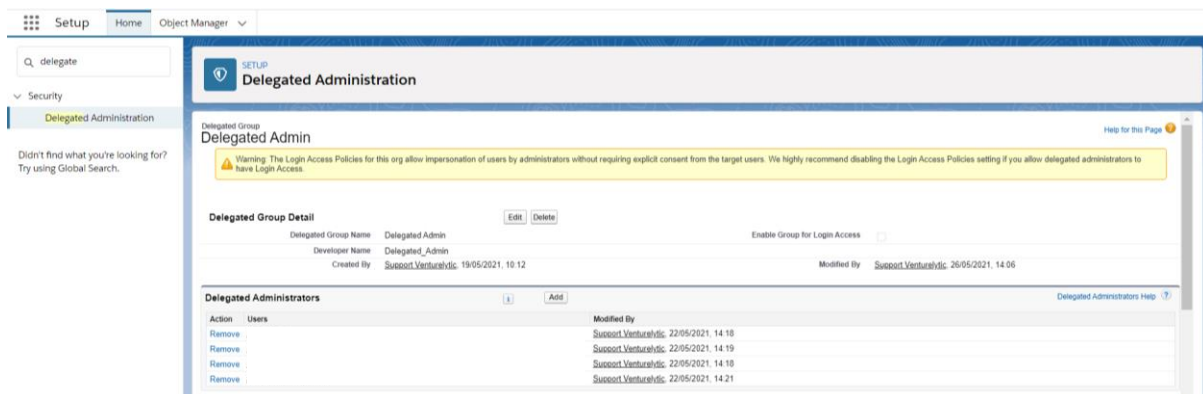 Setup Home Object Manager
delegate
Security
Delegated Administration
Didn't find what you're looking for?
Try using Global Search.
SETUP
Delegated Administration
Delegated Group
Delegated Admin
Help for this Page
Warning: The Login Access Policies for this org allow impersonation of users by administrators without requiring explicit consent from the target users. We highly recommend disabling the Login Access Policies setting if you allow delegated administrators to
have Login Access.
Delegated Group Detail Edit Delete
Delegated Group Name Delegated Admin Enable Group for Login Access
Developer Name Delegated_Admin
Created By Support Venturelytic, 19/05/2021, 10:12 Modified By Support Venturelytic, 26/05/2021, 14:06
Delegated Administrators i Add Delegated Administrators Help ?
Action Users Modified By
Remove Support Venturelytic, 22/05/2021, 14:18
Remove Support Venturelytic, 22/05/2021, 14:19
Remove Support Venturelytic, 22/05/2021, 14:18
Remove Support Venturelytic, 22/05/2021, 14:21